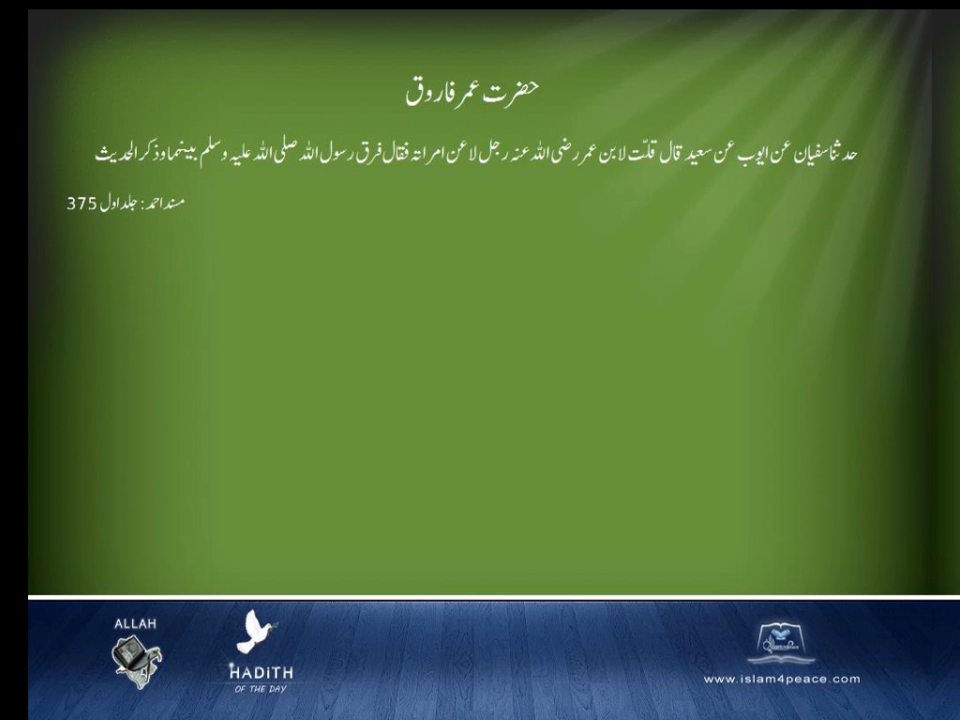 حضرت عمر فاروق
حدثنا سفیان عن ایوب عن سعید قال قلّت لابن عمر رضی اللہ عنہ رجل لاعن امراتہ فقال فرق رسول اللہ صلی اللہ علیہ وسلم بینہما وذکر الحدیث
مسند احمد: جلد اول 375
ALLAH
HADiTH
OF THE DAY
www.islam4peace.com